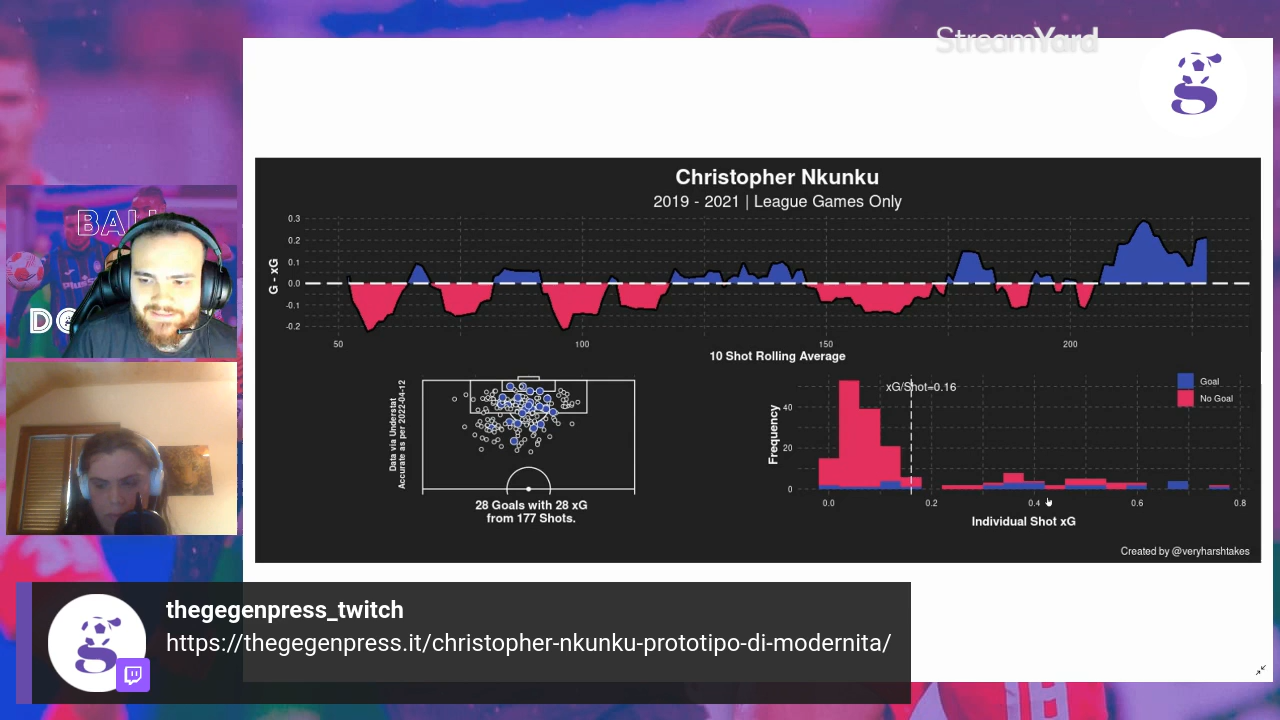 StreamYard
Christopher Nkunku
2019 - 2021 | League Games Only
0.3
0.2
0.1
0.0
-0.1
-0.2
G - xG
50 100 150 200
10 Shot Rolling Average
Data via Understat
Accurate as per 2022-04-12
28 Goals with 28 xG
from 177 Shots.
xG/Shot=0.16
Goal
No Goal
Frequency
40
20
0
0.0 0.2 0.4 0.6 0.8
Individual Shot xG
Created by @veryharshtakes
BAL
thegegenpress_twitch
https://thegegenpress.it/christopher-nkunku-prototipo-di-modernita/